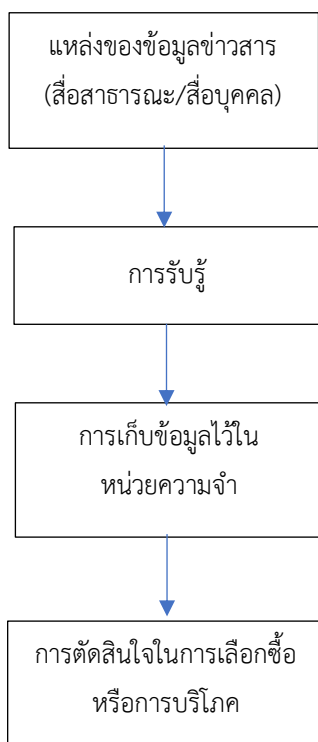 แหล่งของข้อมูลข่าวสาร
(สื่อสาธารณะ/สื่อบุคคล)
การรับรู้
การเก็บข้อมูลไว้ใน
หน่วยความจำ
การตัดสินใจในการเลือกซื้อ
หรือการบริโภค